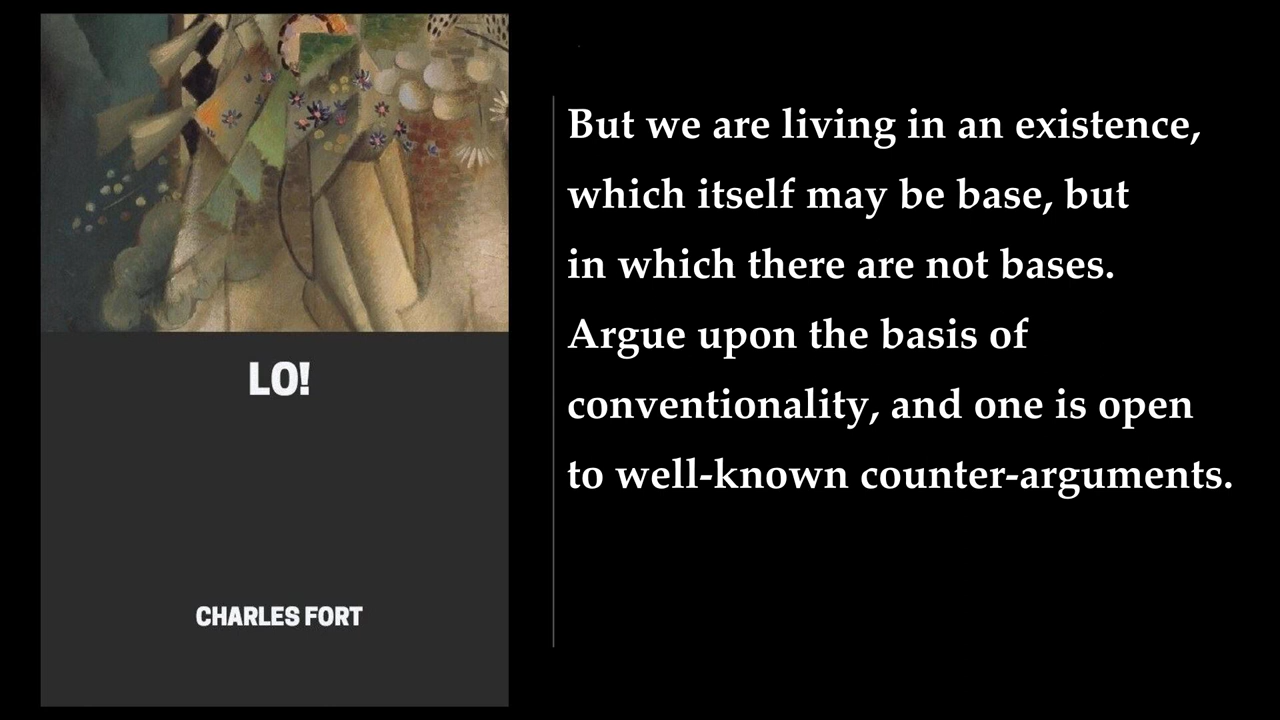 LO!
CHARLES FORT
But we are living in an existence,
which itself may be base, but
in which there are not bases.
Argue upon the basis of
conventionality, and one is open
to well-known counter-arguments.